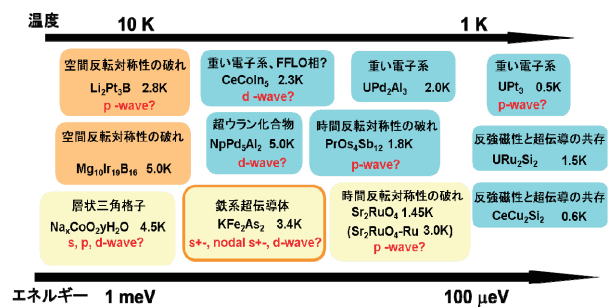 温度
10 K
1 K
空間反転対称性の破れ
Li2Pt3B 2.8K
p -wave?
重い電子系、FFLO相?
CeCoIn5 2.3K
d -wave?
重い電子系
UPd2Al3 2.0K
重い電子系
UPt3 0.5K
p -wave?
空間反転対称性の破れ
Mg10Ir19B16 5.0K
超ウラン化合物
NpPd5Al2 5.0K
d-wave?
時間反転対称性の破れ
PrOs4Sb12 1.8K
p-wave?
反強磁性と超伝導の共存
URu2Si2 1.5K
層状三角格子
NaxCoO2yH2O 4.5K
s, p, d-wave?
鉄系超伝導体
KFe2As2 3.4K
s+-, nodal s+-, d-wave?
時間反転対称性の破れ
Sr2RuO4 1.45K
(Sr2RuO4-Ru 3.0K)
p -wave?
反強磁性と超伝導の共存
CeCu2Si2 0.6K
エネルギー
1 meV
100 μeV